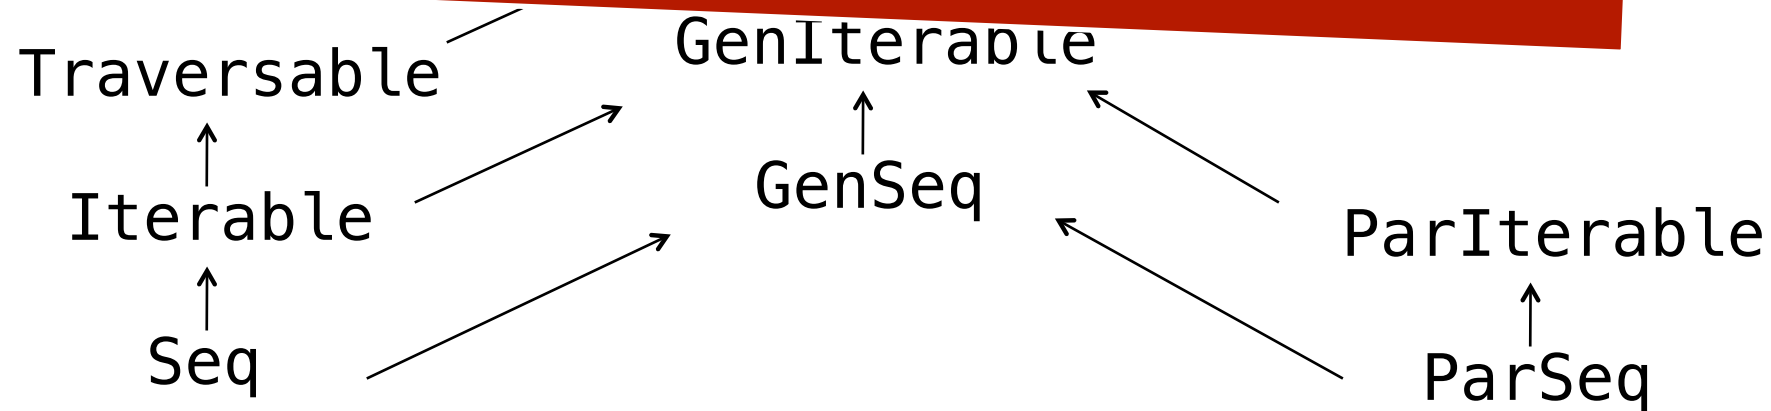 GenIterable
Traversable
GenSeq
Iterable
ParIterable
Seq
ParSeq